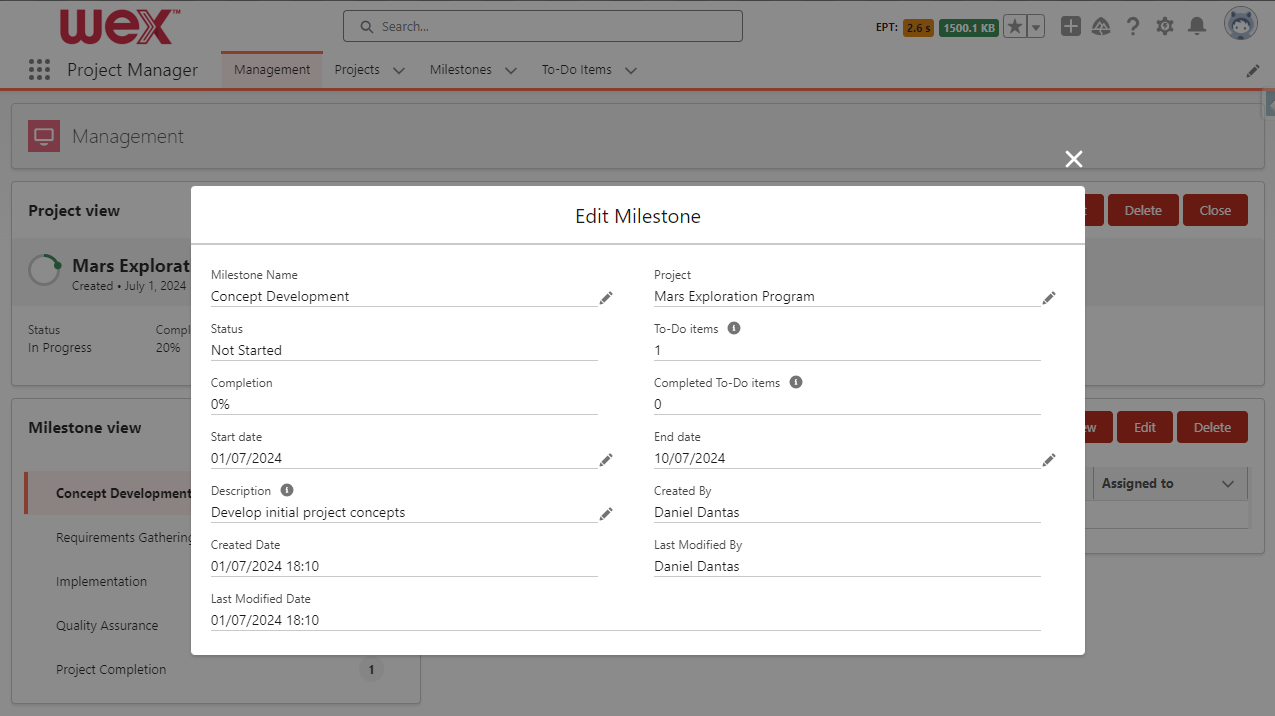 wex™
Search...
EPT: 2.6 s 1500.1 KB
Project Manager
Management
Projects
Milestones
To-Do Items
Management
Project view
Delete
Close
Mars Explorat
Created • July 1, 2024
Status
In Progress
Compl
20%
Milestone view
Edit
Delete
Assigned to
Concept Development
Requirements Gathering
Implementation
Quality Assurance
Project Completion
1
Edit Milestone
Milestone Name
Concept Development
Project
Mars Exploration Program
Status
Not Started
To-Do items
1
Completion
0%
Completed To-Do items
0
Start date
01/07/2024
End date
10/07/2024
Description
Develop initial project concepts
Created By
Daniel Dantas
Created Date
01/07/2024 18:10
Last Modified By
Daniel Dantas
Last Modified Date
01/07/2024 18:10